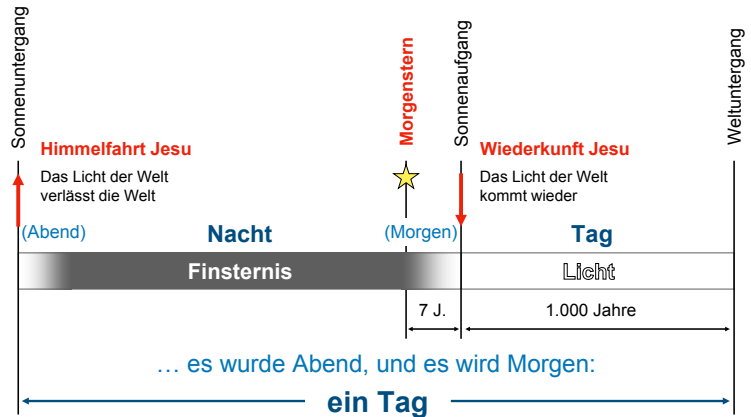 Sonnenuntergang
Morgenstern
Sonnenaufgang
Weltuntergang
Himmelfahrt Jesu
Das Licht der Welt
verlässt die Welt
Wiederkunft Jesu
Das Licht der Welt
kommt wieder
(Abend)
Nacht
(Morgen)
Tag
Finsternis
Licht
7 J.
1.000 Jahre
… es wurde Abend, und es wird Morgen:
ein Tag